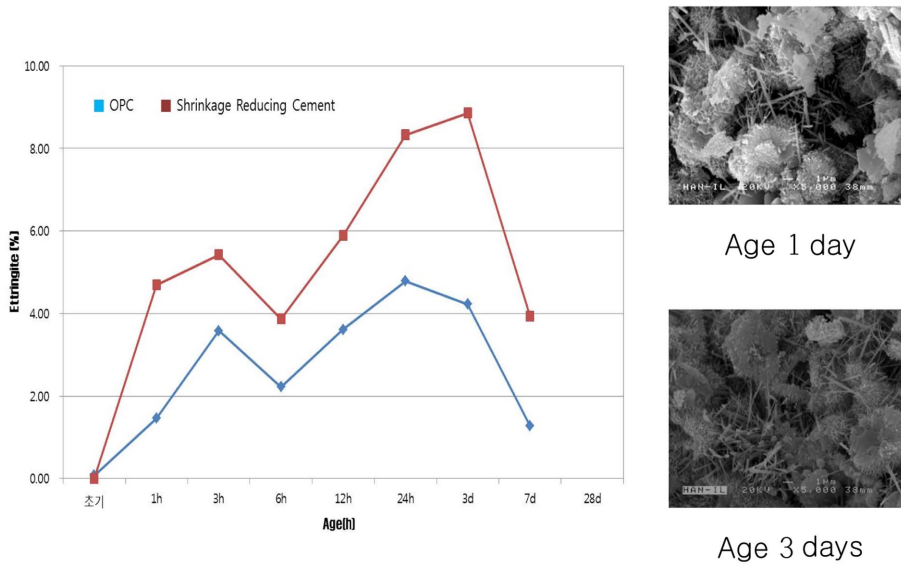 10.00
8.00
6.00
4.00
2.00
0.00
Ettringite (%)
OPC
Shrinkage Reducing Cement
초기 1h 3h 6h 12h 24h 3d 7d 28d
Age(h)
HAN-IL 20KV X5,000 1μm 38mm
Age 1 day
HAN-IL 20KV X5,000 1μm 38mm
Age 3 days